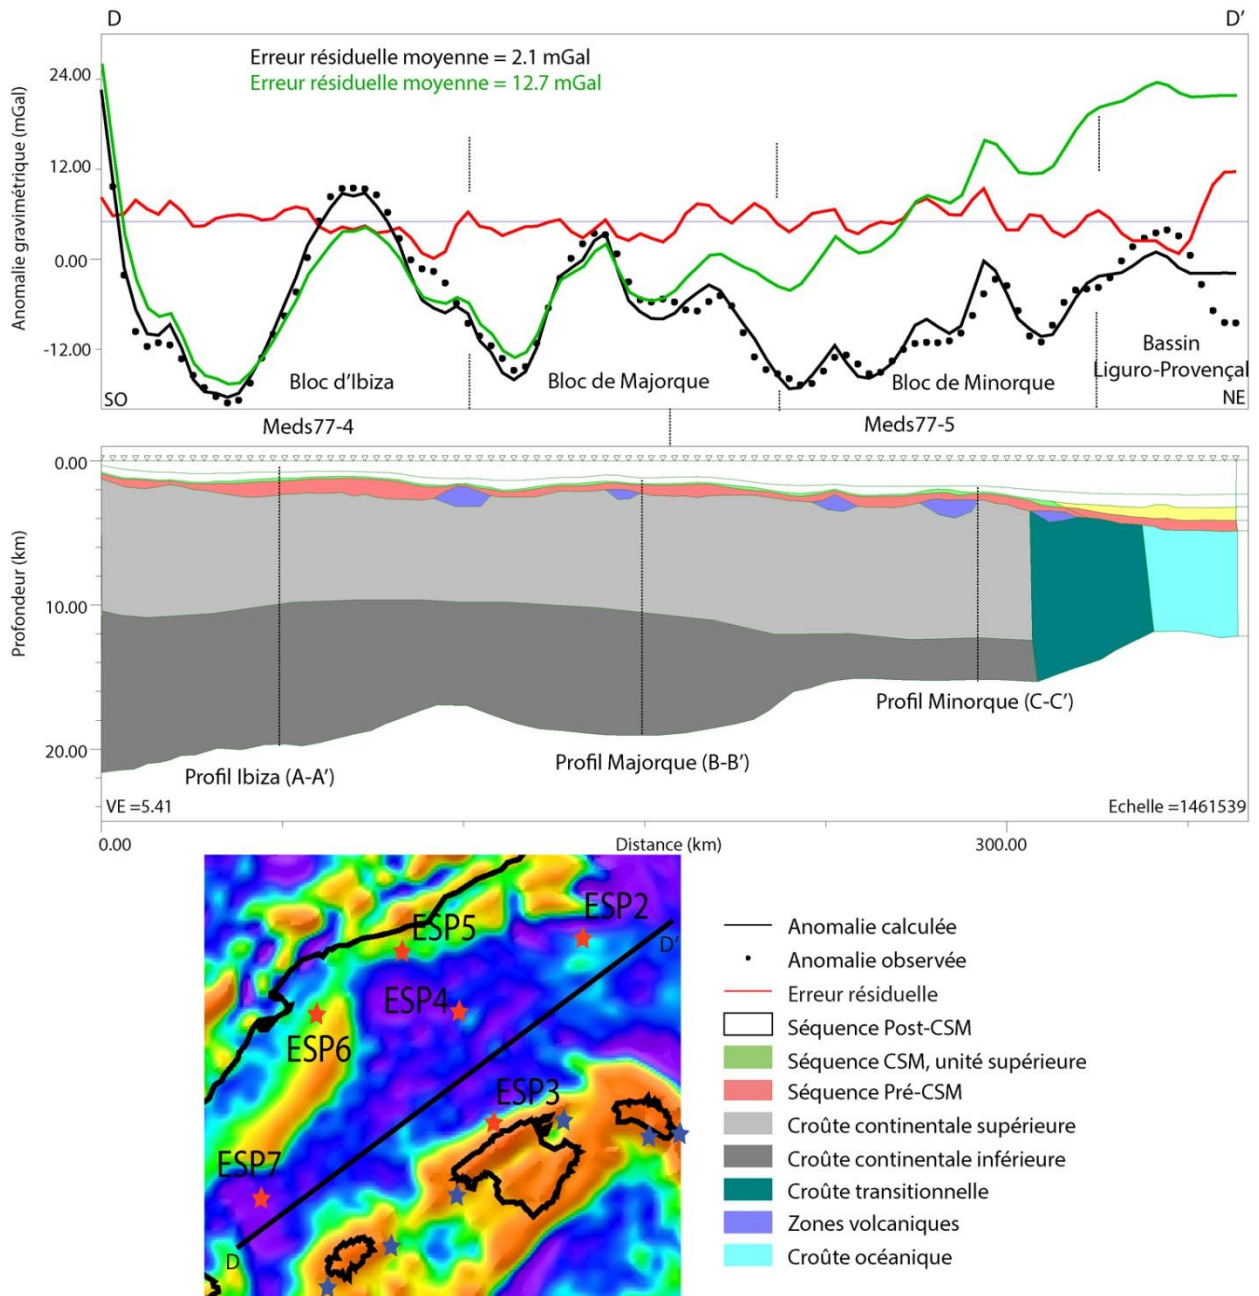 D
D'
Erreur résiduelle moyenne = 2.1 mGal
Erreur résiduelle moyenne = 12.7 mGal
Anomalie gravimétrique (mGal)
24.00
12.00
0.00
-12.00
Bloc d'Ibiza
Bloc de Majorque
Bloc de Minorque
Bassin
Liguro-Provençal
SO
NE
Meds77-4
Meds77-5
Profondeur (km)
0.00
10.00
20.00
Profil Ibiza (A-A')
Profil Majorque (B-B')
Profil Minorque (C-C')
VE =5.41
Echelle =1461539
0.00
Distance (km)
300.00
ESP5
ESP2
D'
ESP4
ESP6
ESP3
ESP7
D
Anomalie calculée
Anomalie observée
Erreur résiduelle
Séquence Post-CSM
Séquence CSM, unité supérieure
Séquence Pré-CSM
Croûte continentale supérieure
Croûte continentale inférieure
Croûte transitionnelle
Zones volcaniques
Croûte océanique